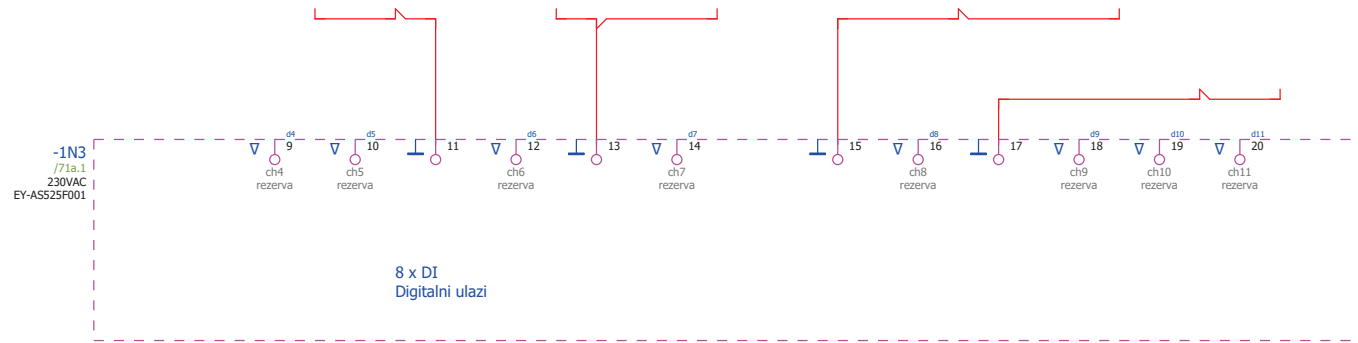 -1N3
/71a.1
230VAC
EY-AS525F001
d4
9
ch4
rezerva
d5
10
ch5
rezerva
11
d6
12
ch6
rezerva
13
d7
14
ch7
rezerva
15
d8
16
ch8
rezerva
17
d9
18
ch9
rezerva
d10
19
ch10
rezerva
d11
20
ch11
rezerva
8 x DI
Digitalni ulazi